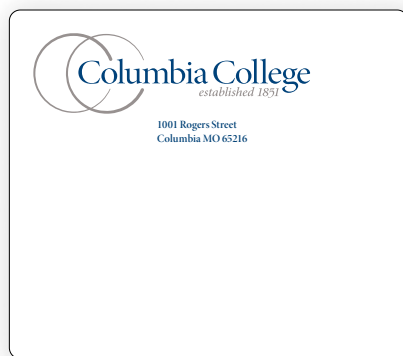 Columbia College
established 1851
1001 Rogers Street
Columbia MO 65216